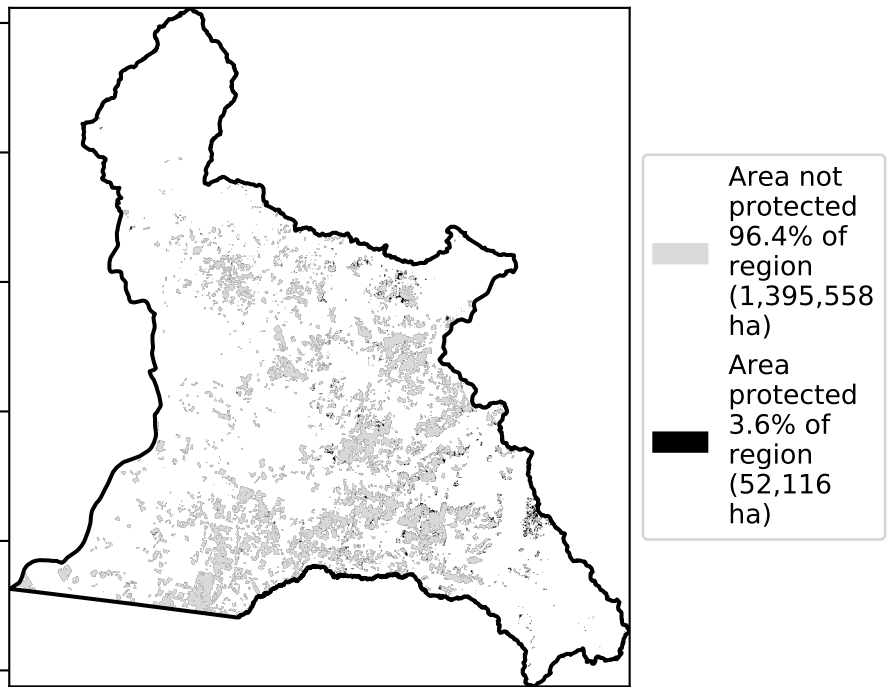 Area not
protected
96.4% of
region
(1,395,558
ha)
Area
protected
3.6% of
region
(52,116
ha)